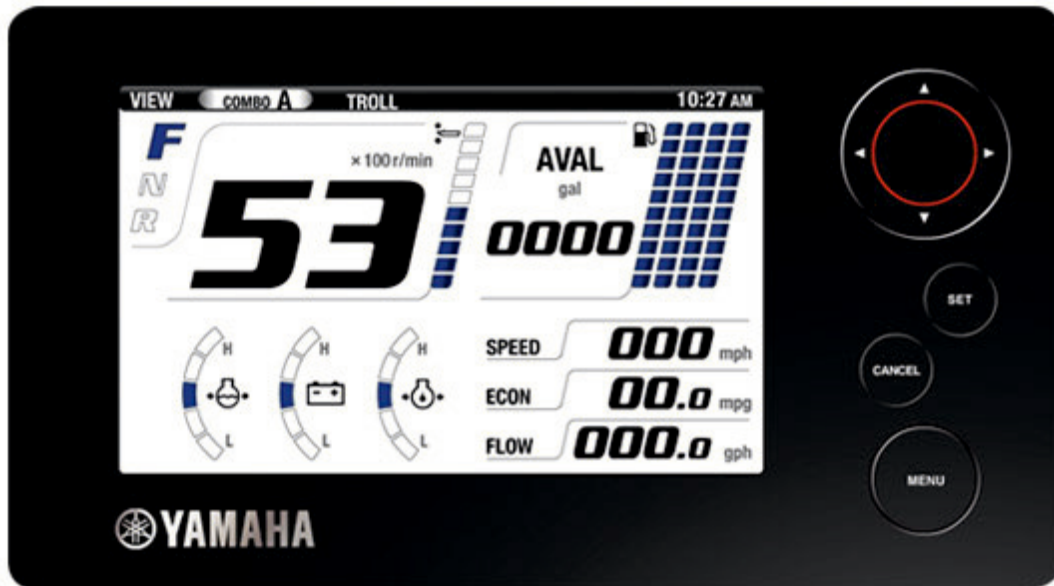 VIEW COMBO A TROLL 10:27 AM
F
N
R
×100 r/min
53
AVAL
gal
0000
H
L
H
L
H
L
SPEED 000 mph
ECON 00.0 mpg
FLOW 000.0 gph
SET
CANCEL
MENU
YAMAHA